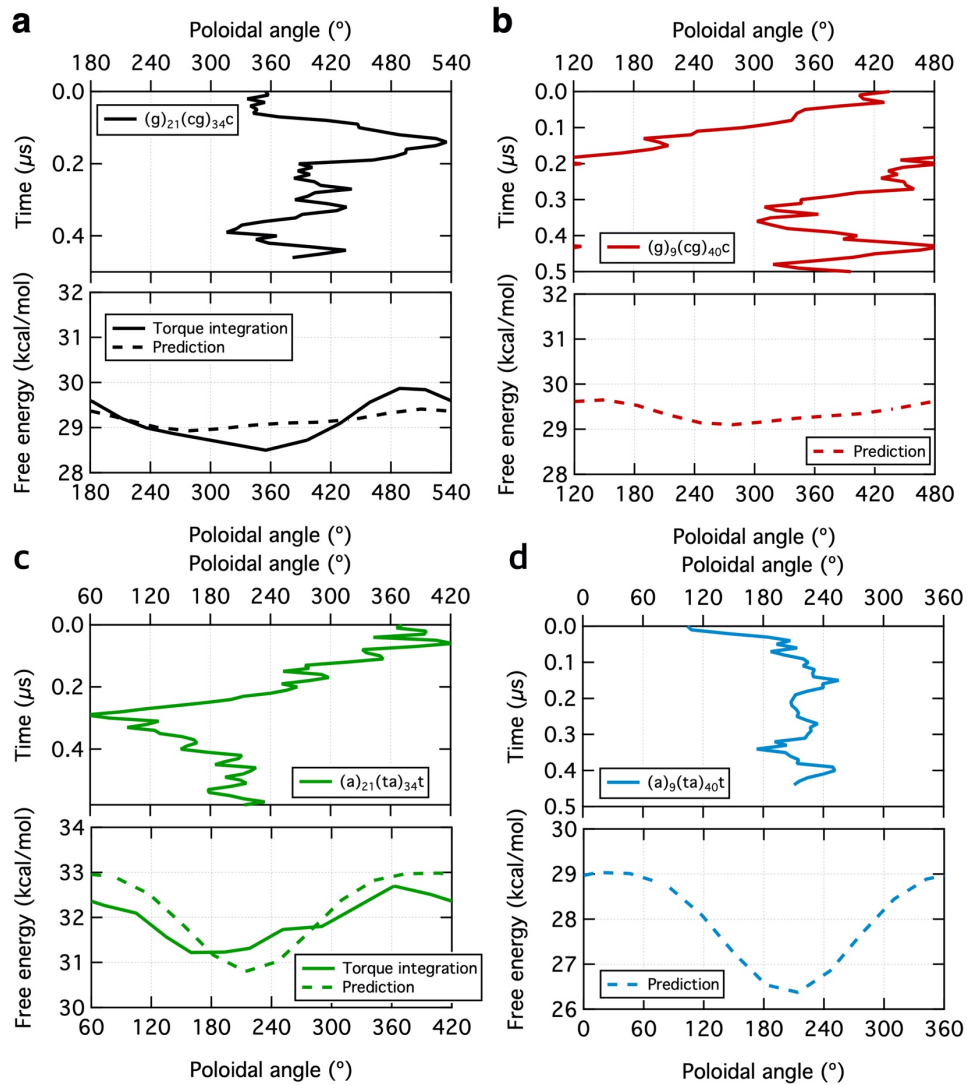 a
Poloidal angle (º)
180 240 300 360 420 480 540
0.0
0.2
0.4
Time (µs)
(g)21(cg)34c
32
31
30
29
28
Free energy (kcal/mol)
Torque integration
Prediction
180 240 300 360 420 480 540
Poloidal angle (º)
b
Poloidal angle (º)
120 180 240 300 360 420 480
0.0
0.1
0.2
0.3
0.4
0.5
Time (µs)
(g)9(cg)40c
32
31
30
29
28
Free energy (kcal/mol)
Prediction
120 180 240 300 360 420 480
Poloidal angle (º)
c
Poloidal angle (º)
60 120 180 240 300 360 420
0.0
0.2
0.4
Time (µs)
(a)21(ta)34t
34
33
32
31
30
Free energy (kcal/mol)
Torque integration
Prediction
60 120 180 240 300 360 420
Poloidal angle (º)
d
Poloidal angle (º)
0 60 120 180 240 300 360
0.0
0.1
0.2
0.3
0.4
0.5
Time (µs)
(a)9(ta)40t
30
29
28
27
26
Free energy (kcal/mol)
Prediction
0 60 120 180 240 300 360
Poloidal angle (º)